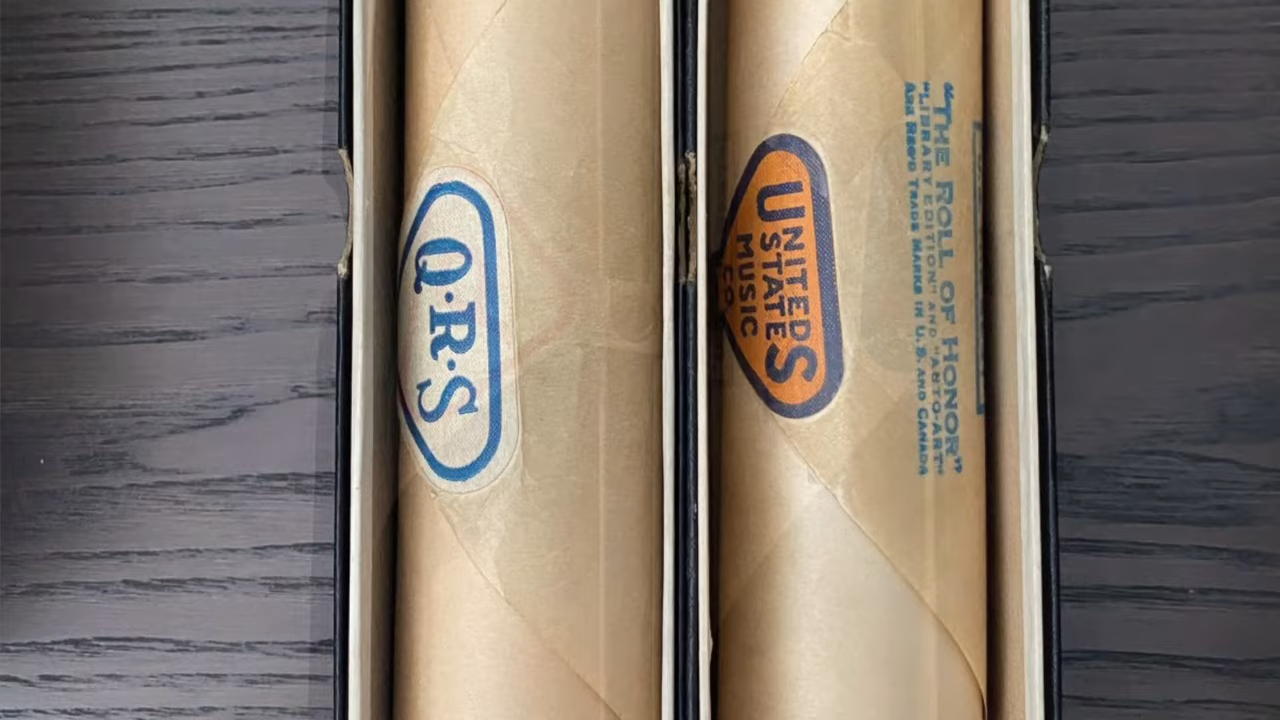 Q·R·S
UNITED
STATES
MUSIC
CO
"THE ROLL OF HONOR"
"LIBRARY EDITION" AND "AUTO-ART"
ARE REG'D TRADE MARKS IN U.S. AND CANADA